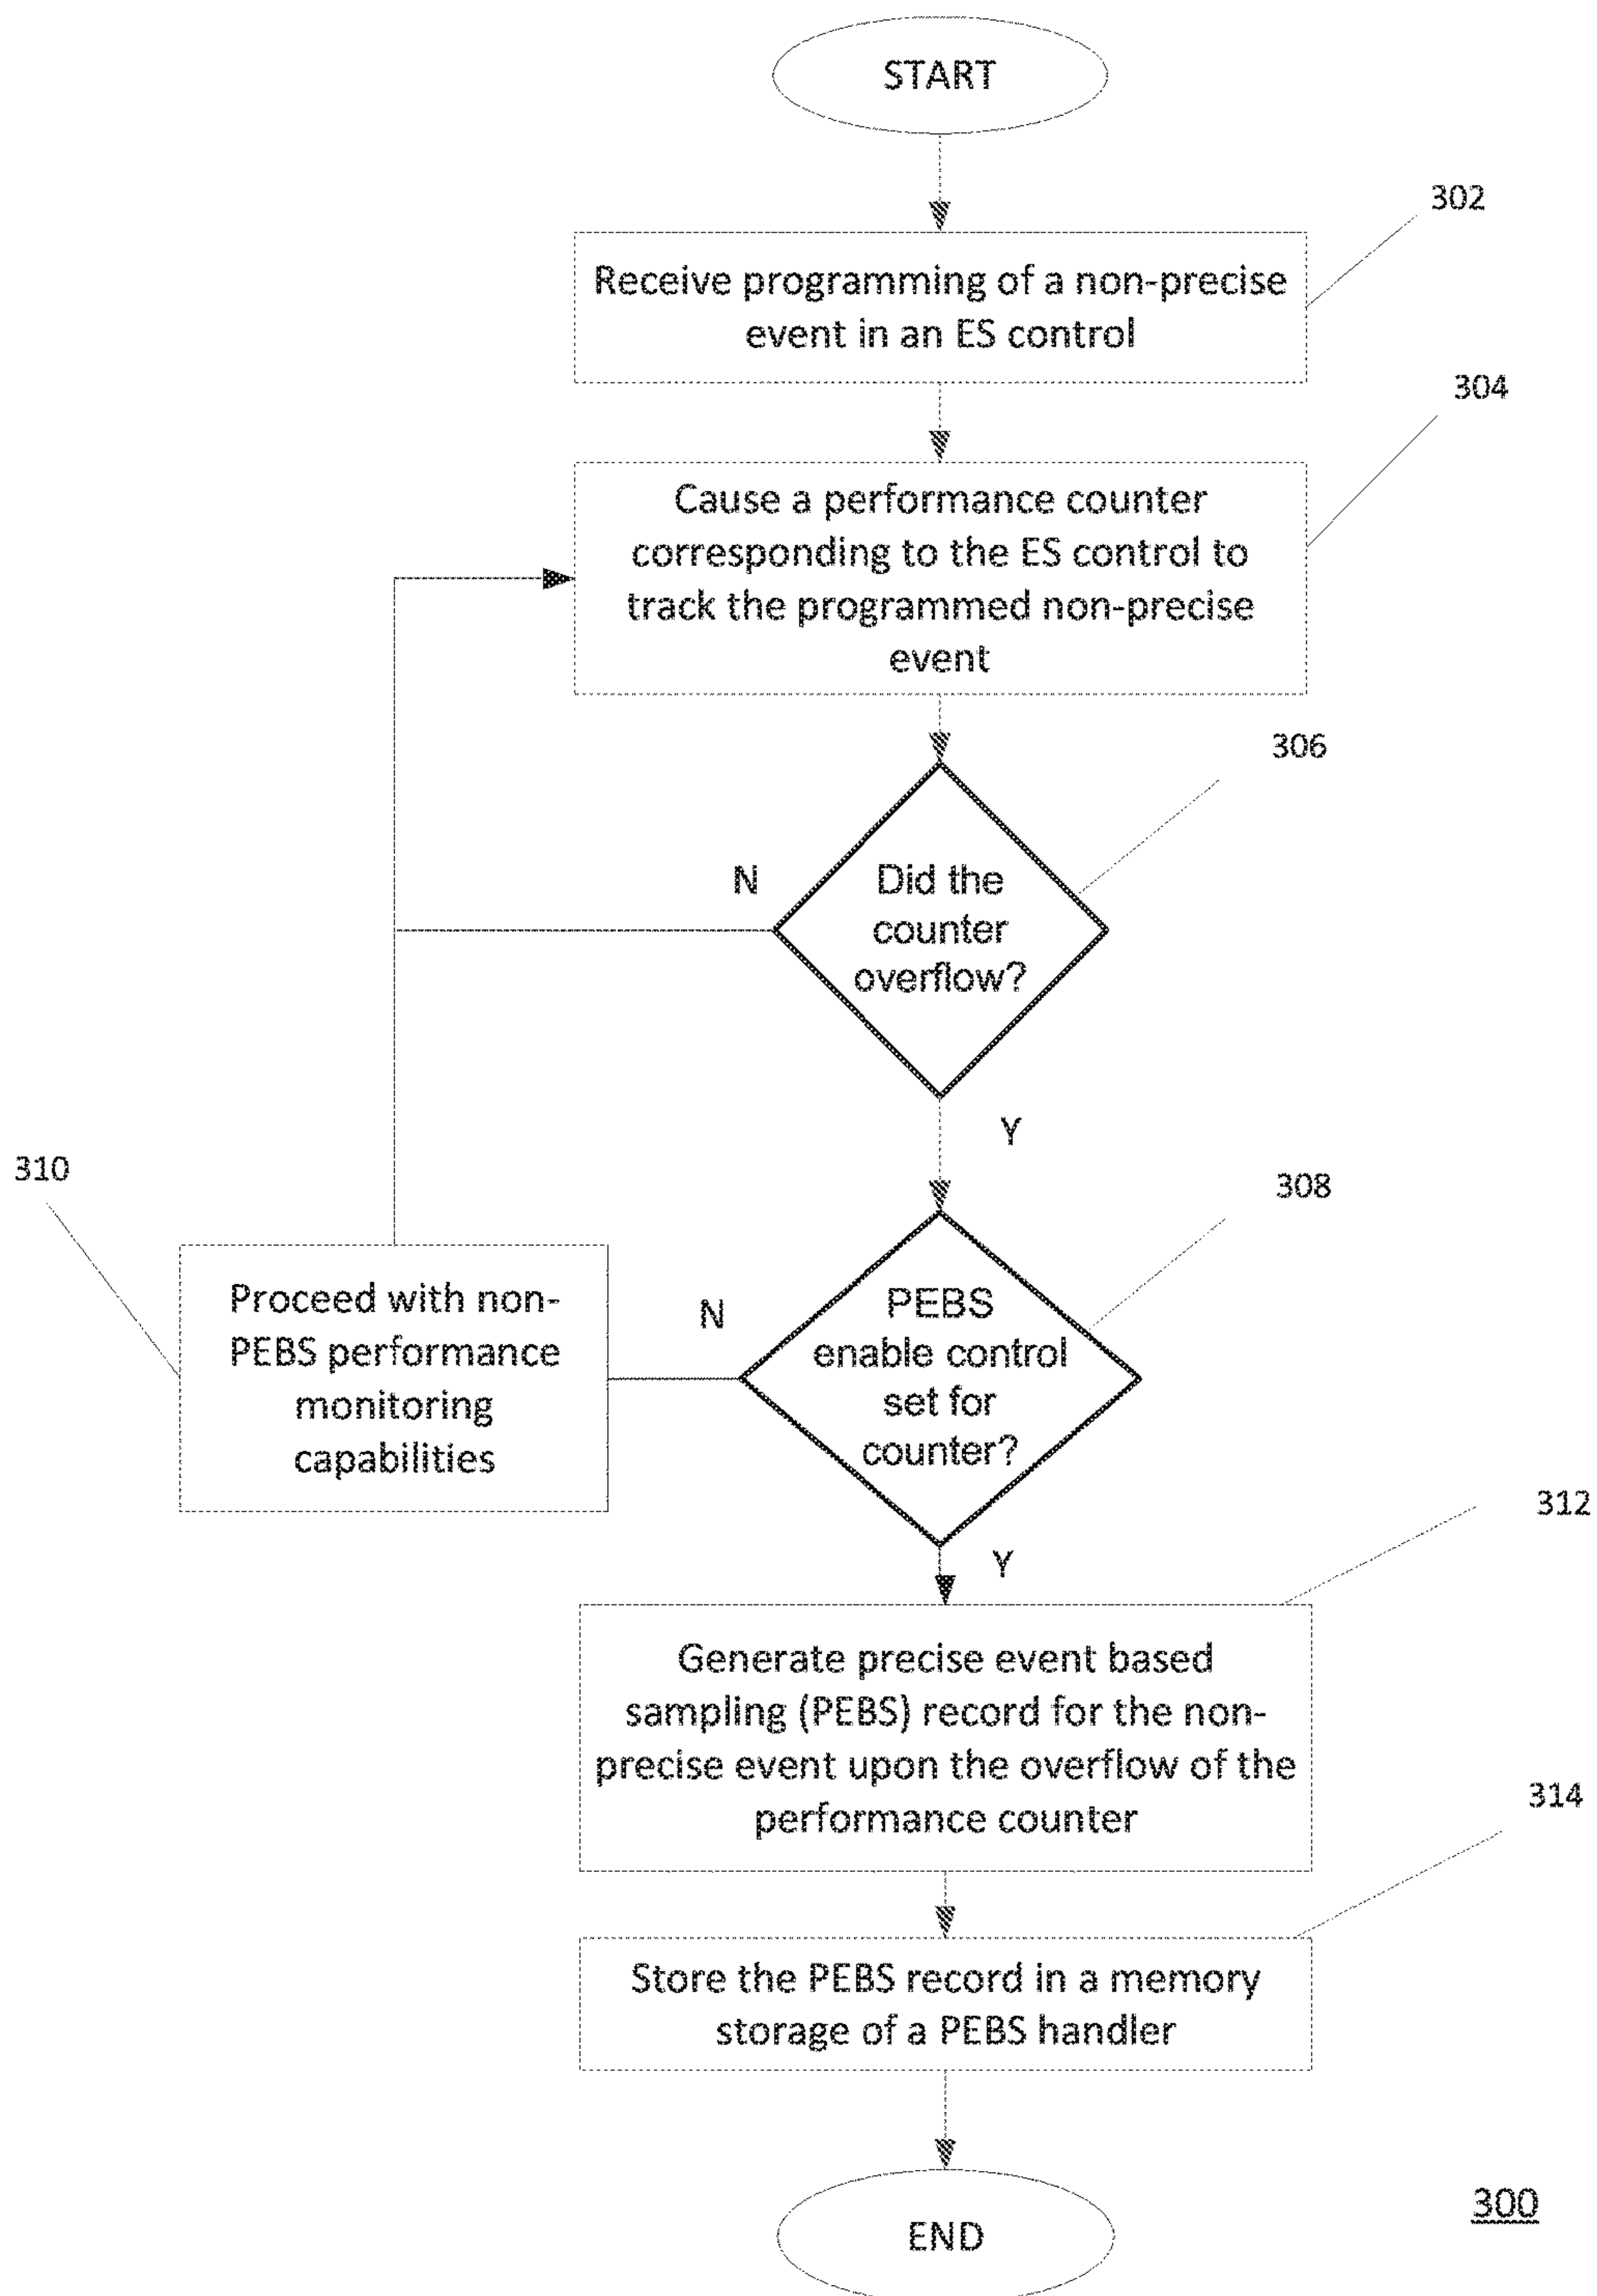 START
302
Receive programming of a non-precise
event in an ES control
304
Cause a performance counter
corresponding to the ES control to
track the programmed non-precise
event
306
N
Did the
counter
overflow?
Y
310
308
Proceed with non-
PEBS performance
monitoring
capabilities
N
PEBS
enable control
set for
counter?
312
Y
Generate precise event based
sampling (PEBS) record for the non-
precise event upon the overflow of the
performance counter
314
Store the PEBS record in a memory
storage of a PEBS handler
300
END